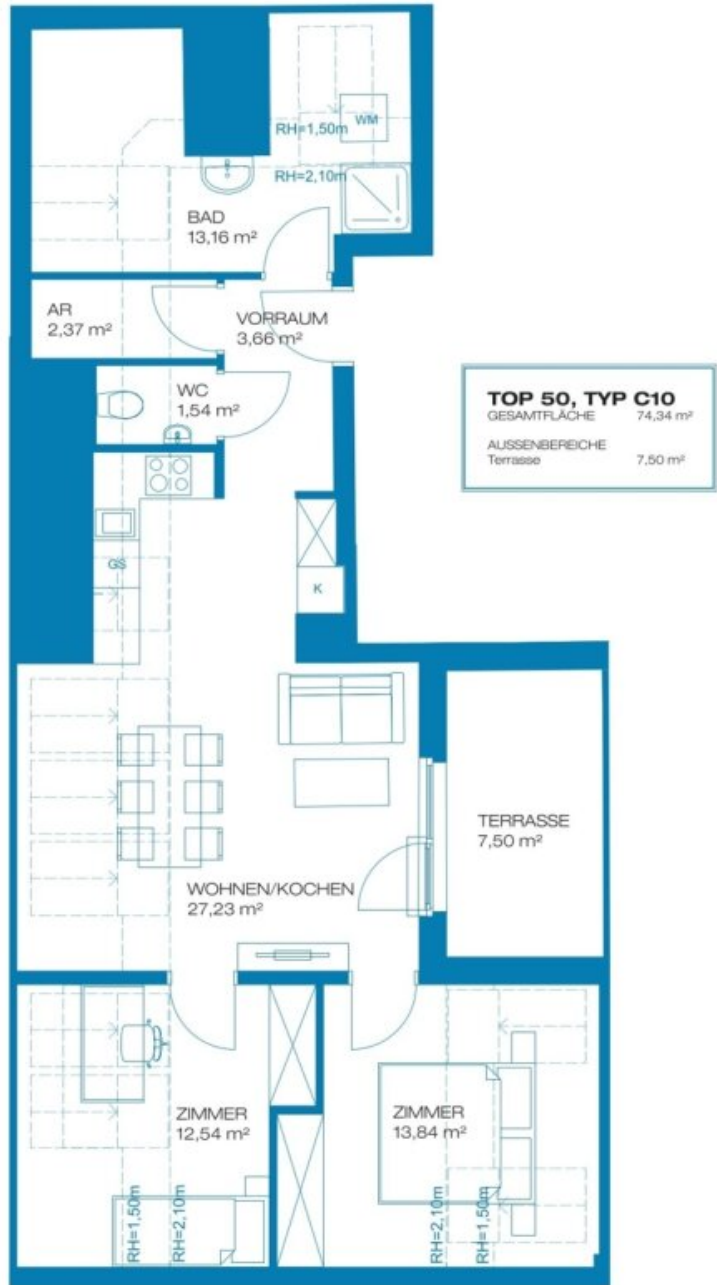 RH=1,50m
WM
RH=2,10m
BAD
13,16 m²
AR
2,37 m²
VORRAUM
3,66 m²
WC
1,54 m²
TOP 50, TYP C10
GESAMTFLÄCHE 74,34 m²
AUSSENBEREICHE
Terrasse 7,50 m²
GS
K
TERRASSE
7,50 m²
WOHNEN/KOCHEN
27,23 m²
ZIMMER
12,54 m²
ZIMMER
13,84 m²
RH=1,50m
RH=2,10m
RH=2,10m
RH=1,50m